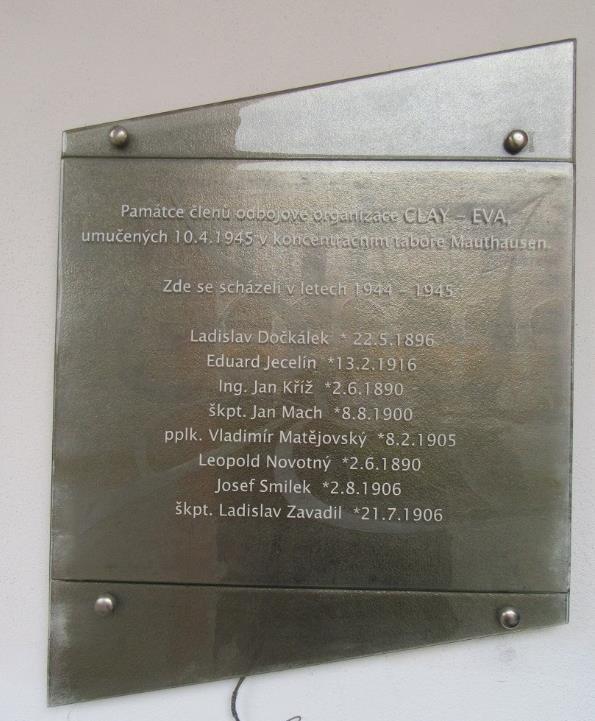 Památce členů odbojové organizace CLAY – EVA,
umučených 10.4.1945 v koncentračním táboře Mauthausen.
Zde se scházeli v letech 1944 – 1945
Ladislav Dočkálek * 22.5.1896
Eduard Jecelín *13.2.1916
Ing. Jan Kříž *2.6.1890
škpt. Jan Mach *8.8.1900
pplk. Vladimír Matějovský *8.2.1905
Leopold Novotný *2.6.1890
Josef Smilek *2.8.1906
škpt. Ladislav Zavadil *21.7.1906